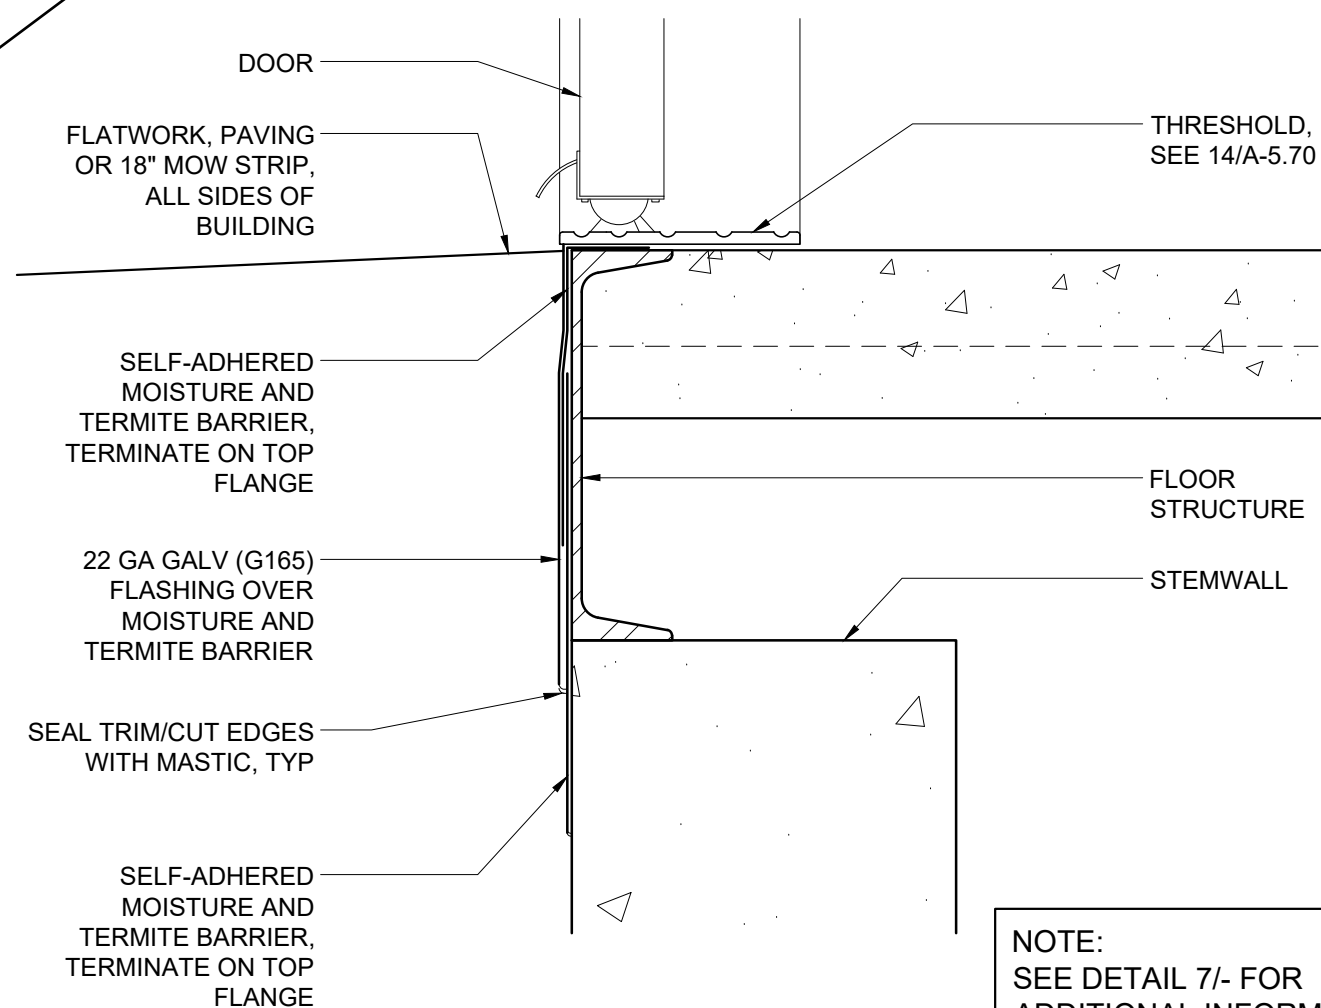 DOOR
FLATWORK, PAVING
OR 18" MOW STRIP,
ALL SIDES OF
BUILDING
THRESHOLD,
SEE 14/A-5.70
SELF-ADHERED
MOISTURE AND
TERMITE BARRIER,
TERMINATE ON TOP
FLANGE
FLOOR
STRUCTURE
22 GA GALV (G165)
FLASHING OVER
MOISTURE AND
TERMITE BARRIER
STEMWALL
SEAL TRIM/CUT EDGES
WITH MASTIC, TYP
SELF-ADHERED
MOISTURE AND
TERMITE BARRIER,
TERMINATE ON TOP
FLANGE
NOTE:
SEE DETAIL 7/- FOR
ADDITIONAL